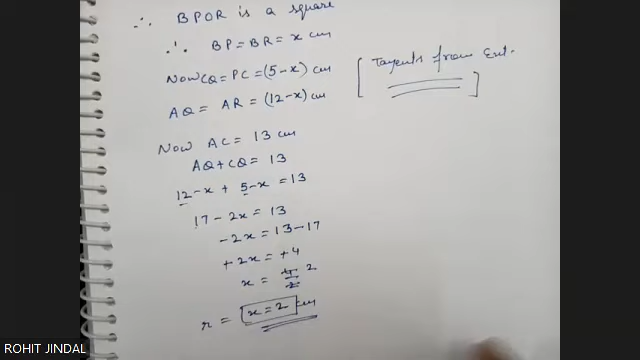 ∴ BPOR is a square
∴ BP = BR = x cm
Now CQ = PC = (5-x) cm
[Tangents from Ext.]
AQ = AR = (12-x) cm
Now AC = 13 cm
AQ + CQ = 13
12-x + 5-x = 13
17 - 2x = 13
-2x = 13-17
+2x = +4
x = 4/2 2
r = x = 2 cm
ROHIT JINDAL